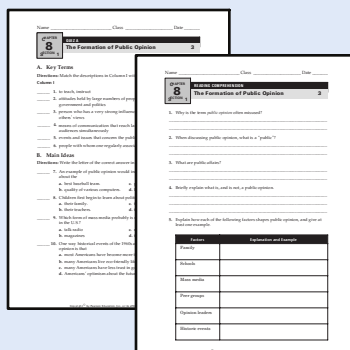 Name Class Date
CHAPTER
8
SECTION 1
QUIZ A
The Formation of Public Opinion 3
A. Key Terms
Directions: Match the descriptions in Column I
Column I
1. to teach; instead
2. attitudes held by large numbers of peop
government and politics
3. person who has a very strong influence
others' views
4. means of communication that reach la
audiences simultaneously
5. events and issues that concern the publ
6. people with whom one regularly associ
B. Main Ideas
Directions: Write the letter of the correct answer in
7. An example of public opinion would in
about the
a. best baseball team.
b. quality of various computers.
8. Children first begin to learn about polit
a. their family.
b. their teachers.
9. Which form of mass media probably is
in the U.S.?
a. talk radio.
b. magazines.
10. One way historical events of the 1960s a
opinion is that
a. most Americans have become more
b. many Americans live eco-friendly li
c. many Americans have less trust in g
d. Americans' optimism about the futu
Name Class Date
CHAPTER
8
SECTION 1
READING COMPREHENSION
The Formation of Public Opinion 3
1. Why is the term public opinion often misused?
2. When discussing public opinion, what is a "public"?
3. What are public affairs?
4. Briefly explain what is, and is not, a public opinion.
5. Explain how each of the following factors shapes public opinion, and give at
least one example.
Factors Explanation and Example
Family
Schools
Mass media
Peer groups
Opinion leaders
Historic events